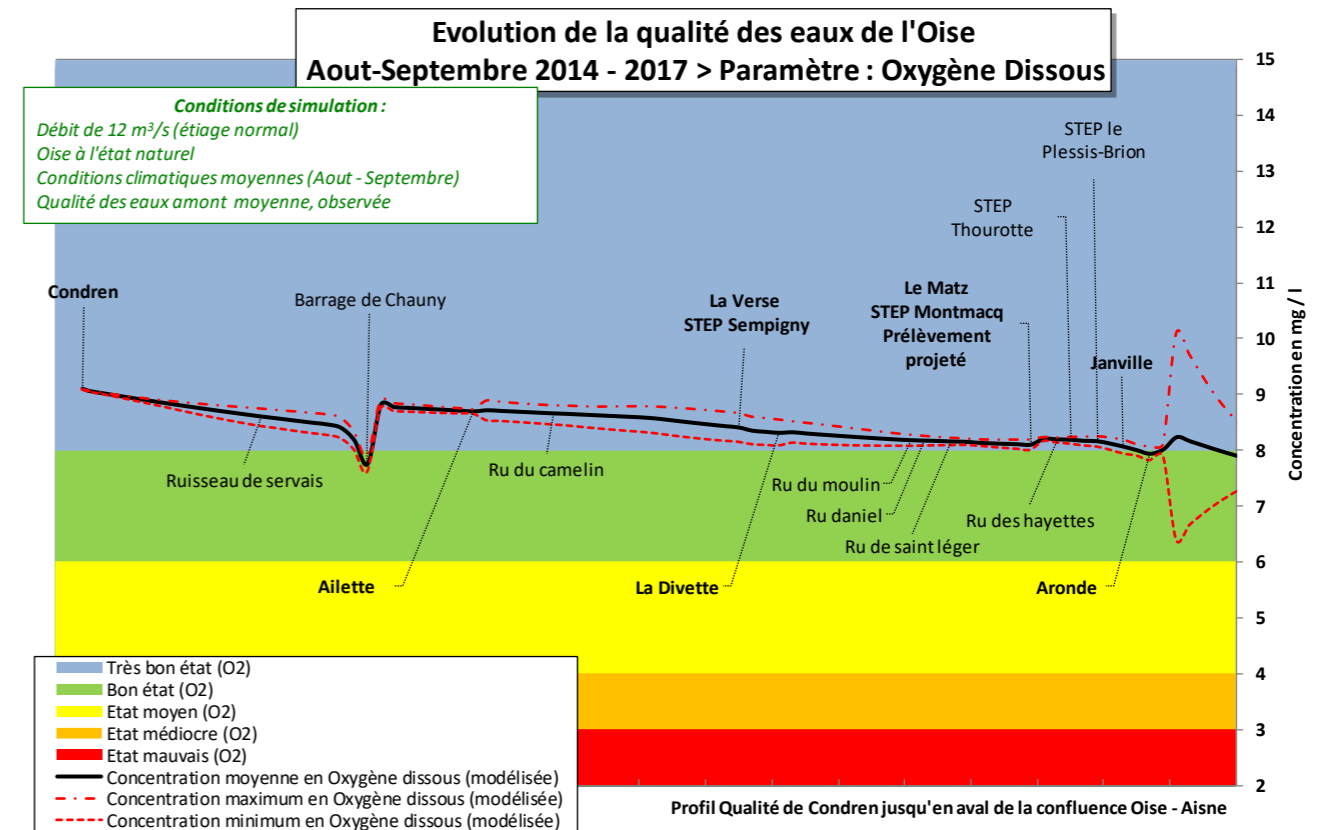 Evolution de la qualité des eaux de l'Oise
Aout-Septembre 2014 - 2017 > Paramètre : Oxygène Dissous
Conditions de simulation :
Débit de 12 m³/s (étiage normal)
Oise à l'état naturel
Conditions climatiques moyennes (Aout - Septembre)
Qualité des eaux amont moyenne, observée
STEP le
Plessis-Brion
STEP
Thourotte
Condren
Barrage de Chauny
La Verse
STEP Sempigny
Le Matz
STEP Montmacq
Prélèvement
projeté
Janville
Ruisseau de servais
Ru du camelin
Ru du moulin
Ru daniel
Ru de saint léger
Ru des hayettes
Ailette
La Divette
Aronde
15
14
13
12
11
10
9
8
7
6
5
4
3
2
Concentration en mg / l
Très bon état (O2)
Bon état (O2)
Etat moyen (O2)
Etat médiocre (O2)
Etat mauvais (O2)
Concentration moyenne en Oxygène dissous (modélisée)
Concentration maximum en Oxygène dissous (modélisée)
Concentration minimum en Oxygène dissous (modélisée)
Profil Qualité de Condren jusqu'en aval de la confluence Oise - Aisne